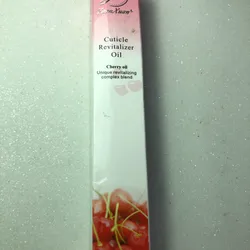 Cuticle
Revitalizer
Oil
Cherry oil
Unique revitalizing
complex blend